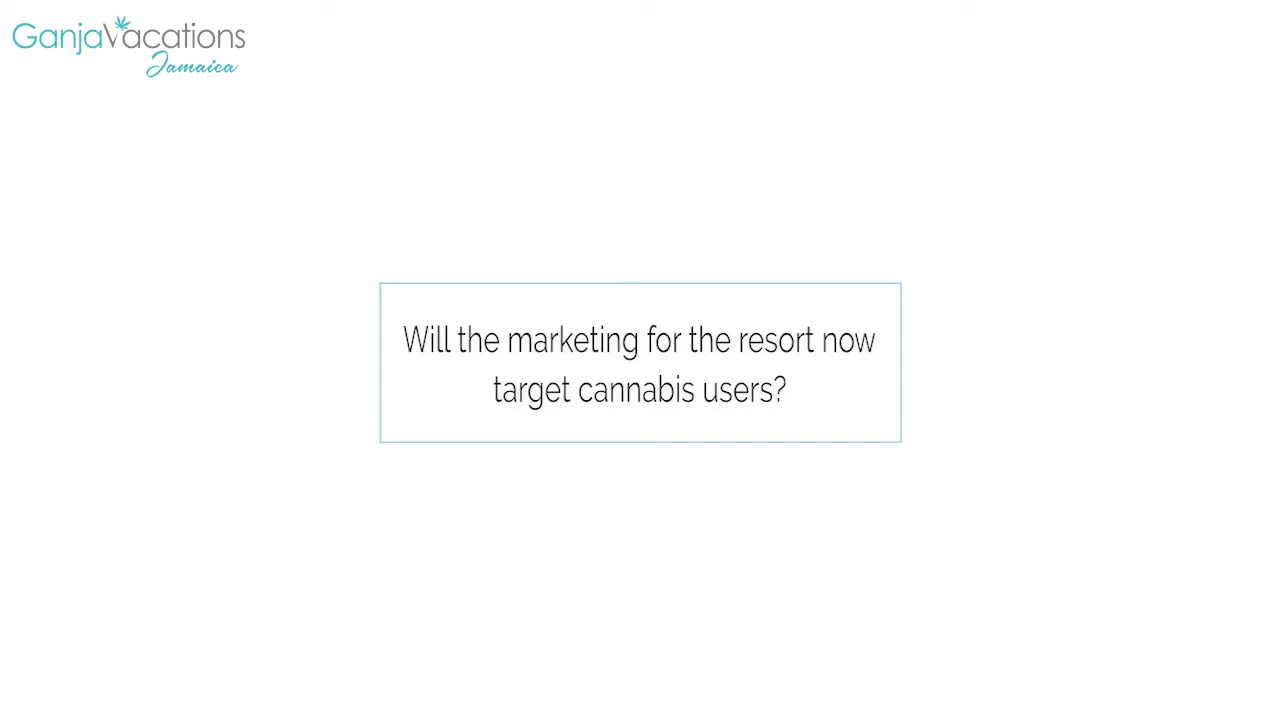 GanjaVacations
Jamaica
Will the marketing for the resort now
target cannabis users?